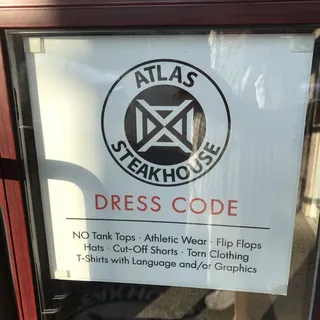 ATLAS
STEAKHOUSE
DRESS CODE
NO Tank Tops · Athletic Wear · Flip Flops
Hats · Cut-Off Shorts · Torn Clothing
T-Shirts with Language and/or Graphics